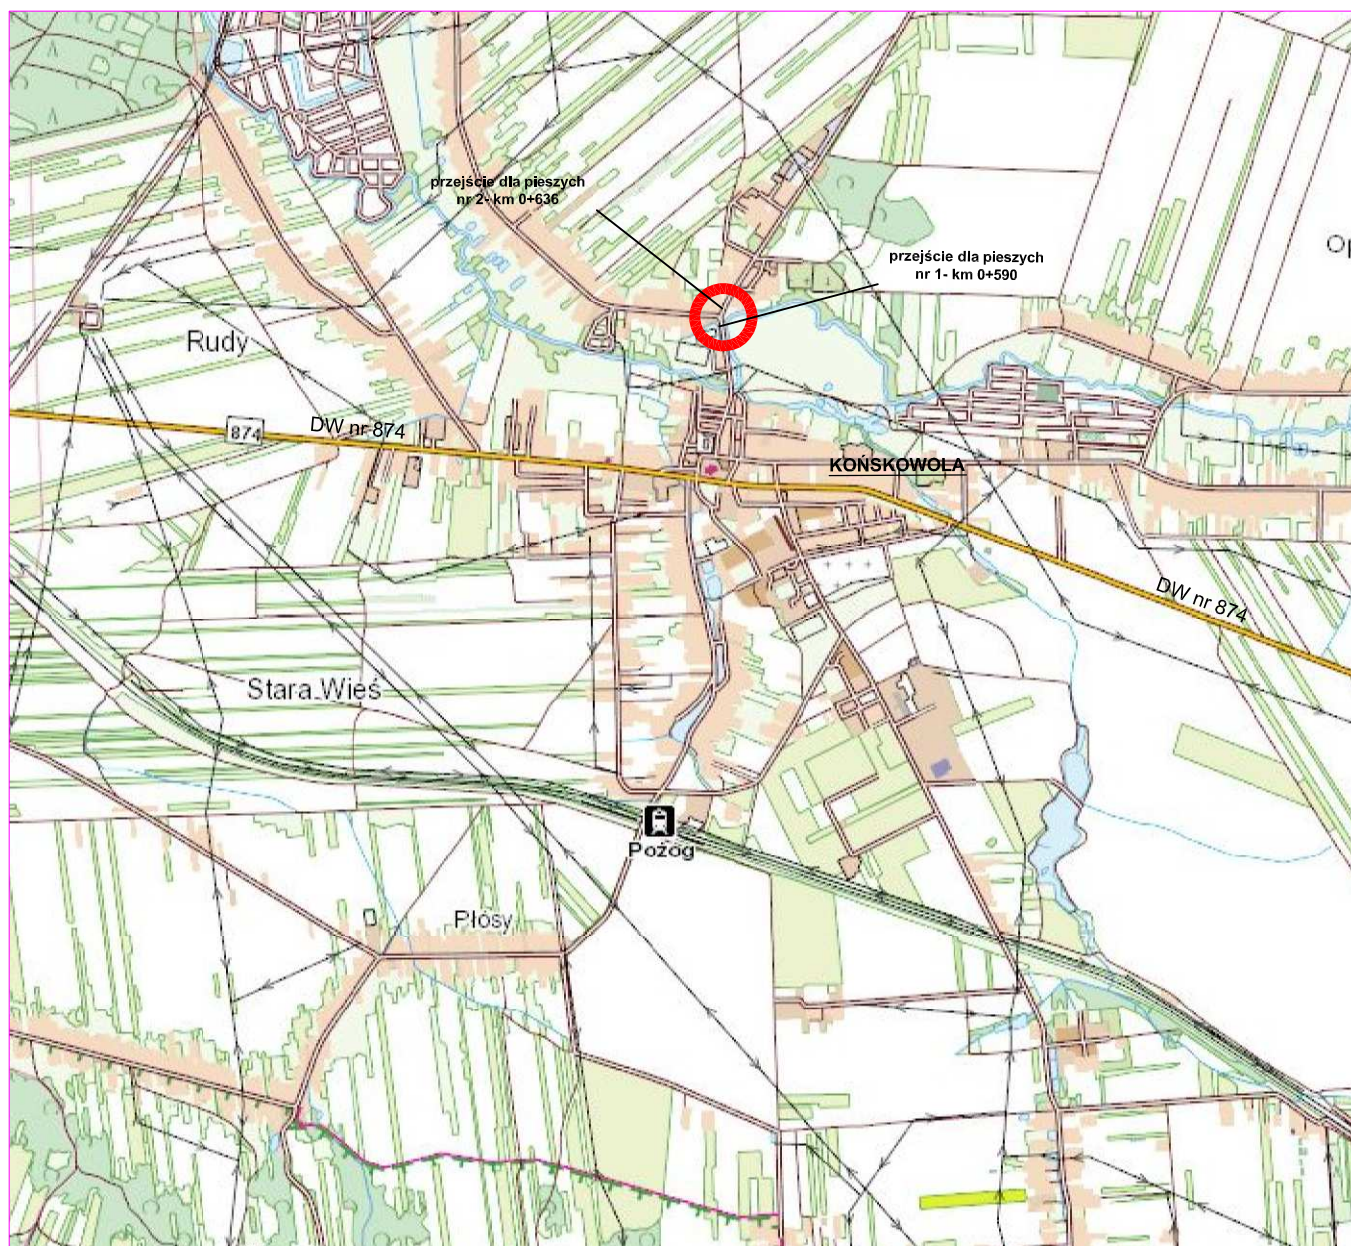 przejście dla pieszych
nr 2- km 0+636
przejście dla pieszych
nr 1- km 0+590
Op
Rudy
874
DW nr 874
KOŃSKOWOLA
DW nr 874
Stara Wieś
Pożog
Płosy